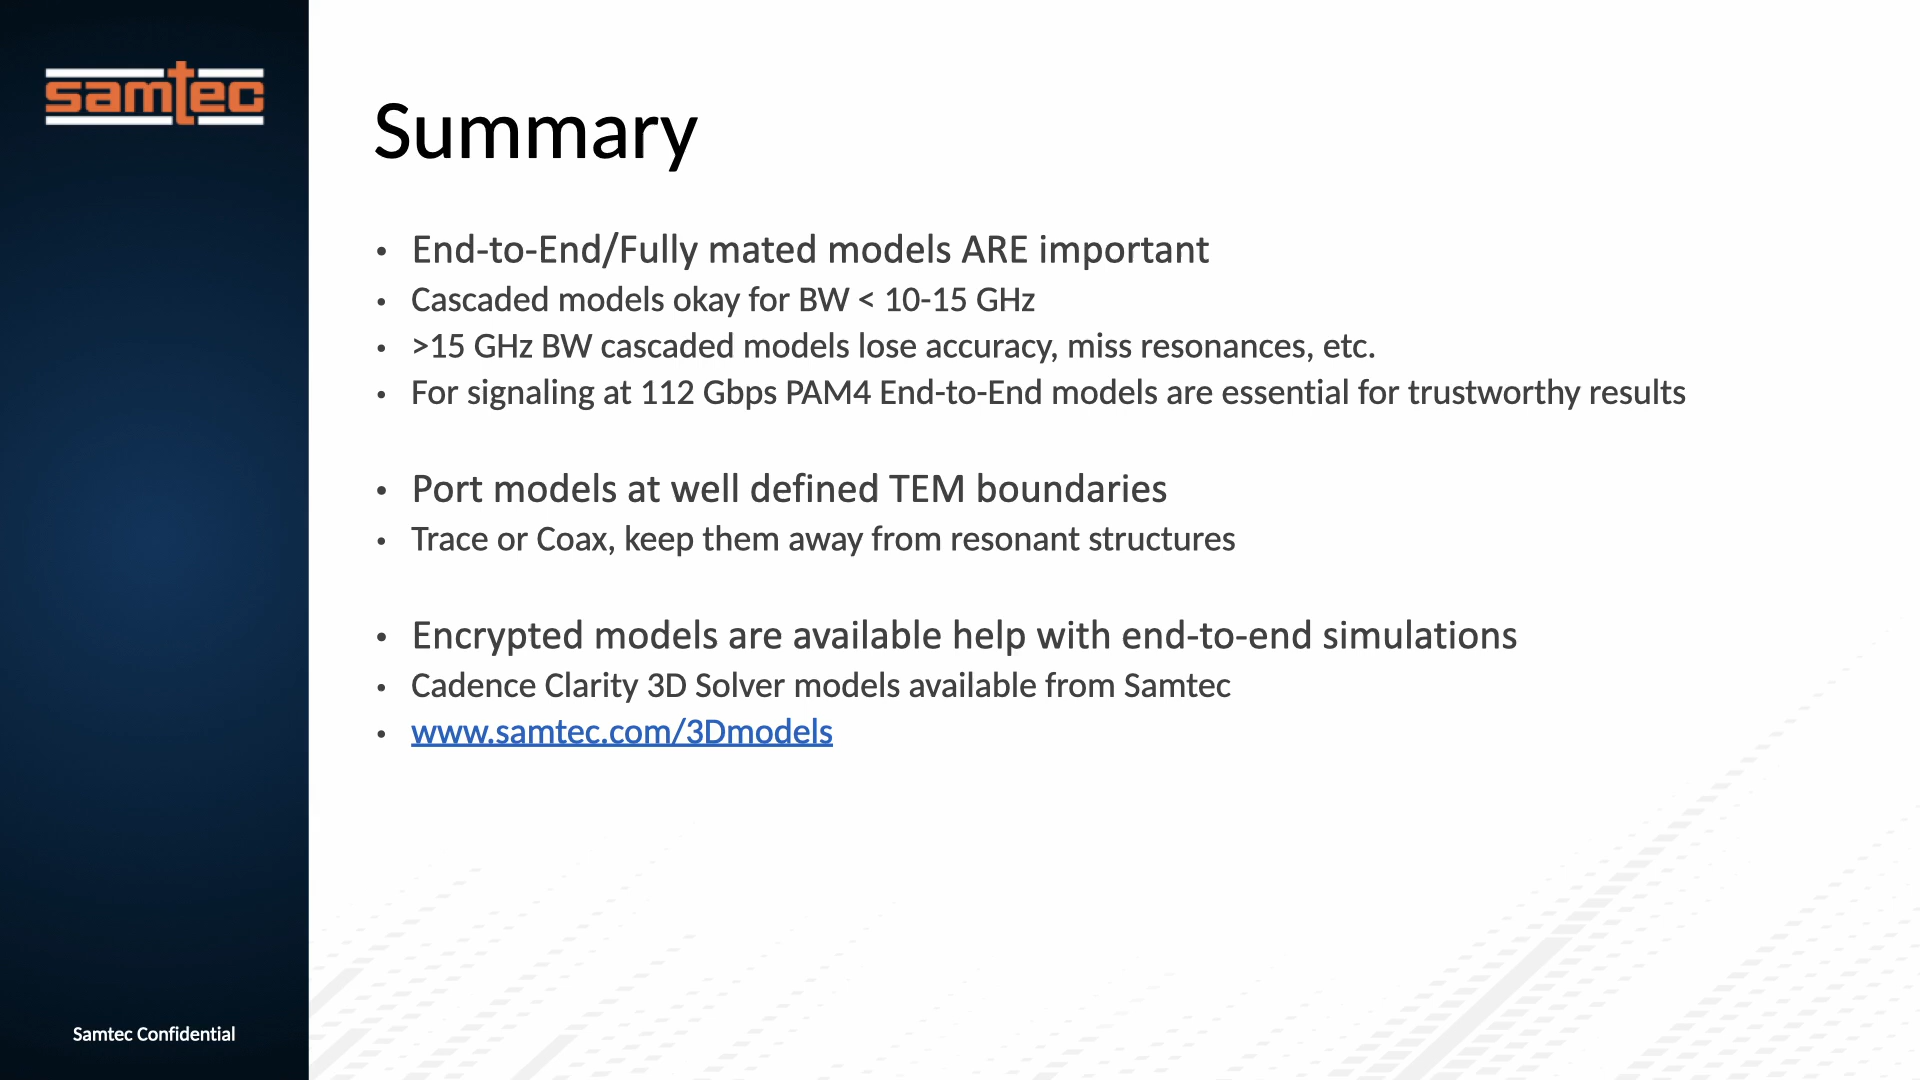 samtec
Summary
• End-to-End/Fully mated models ARE important
• Cascaded models okay for BW < 10-15 GHz
• >15 GHz BW cascaded models lose accuracy, miss resonances, etc.
• For signaling at 112 Gbps PAM4 End-to-End models are essential for trustworthy results
• Port models at well defined TEM boundaries
• Trace or Coax, keep them away from resonant structures
• Encrypted models are available help with end-to-end simulations
• Cadence Clarity 3D Solver models available from Samtec
• www.samtec.com/3Dmodels
Samtec Confidential